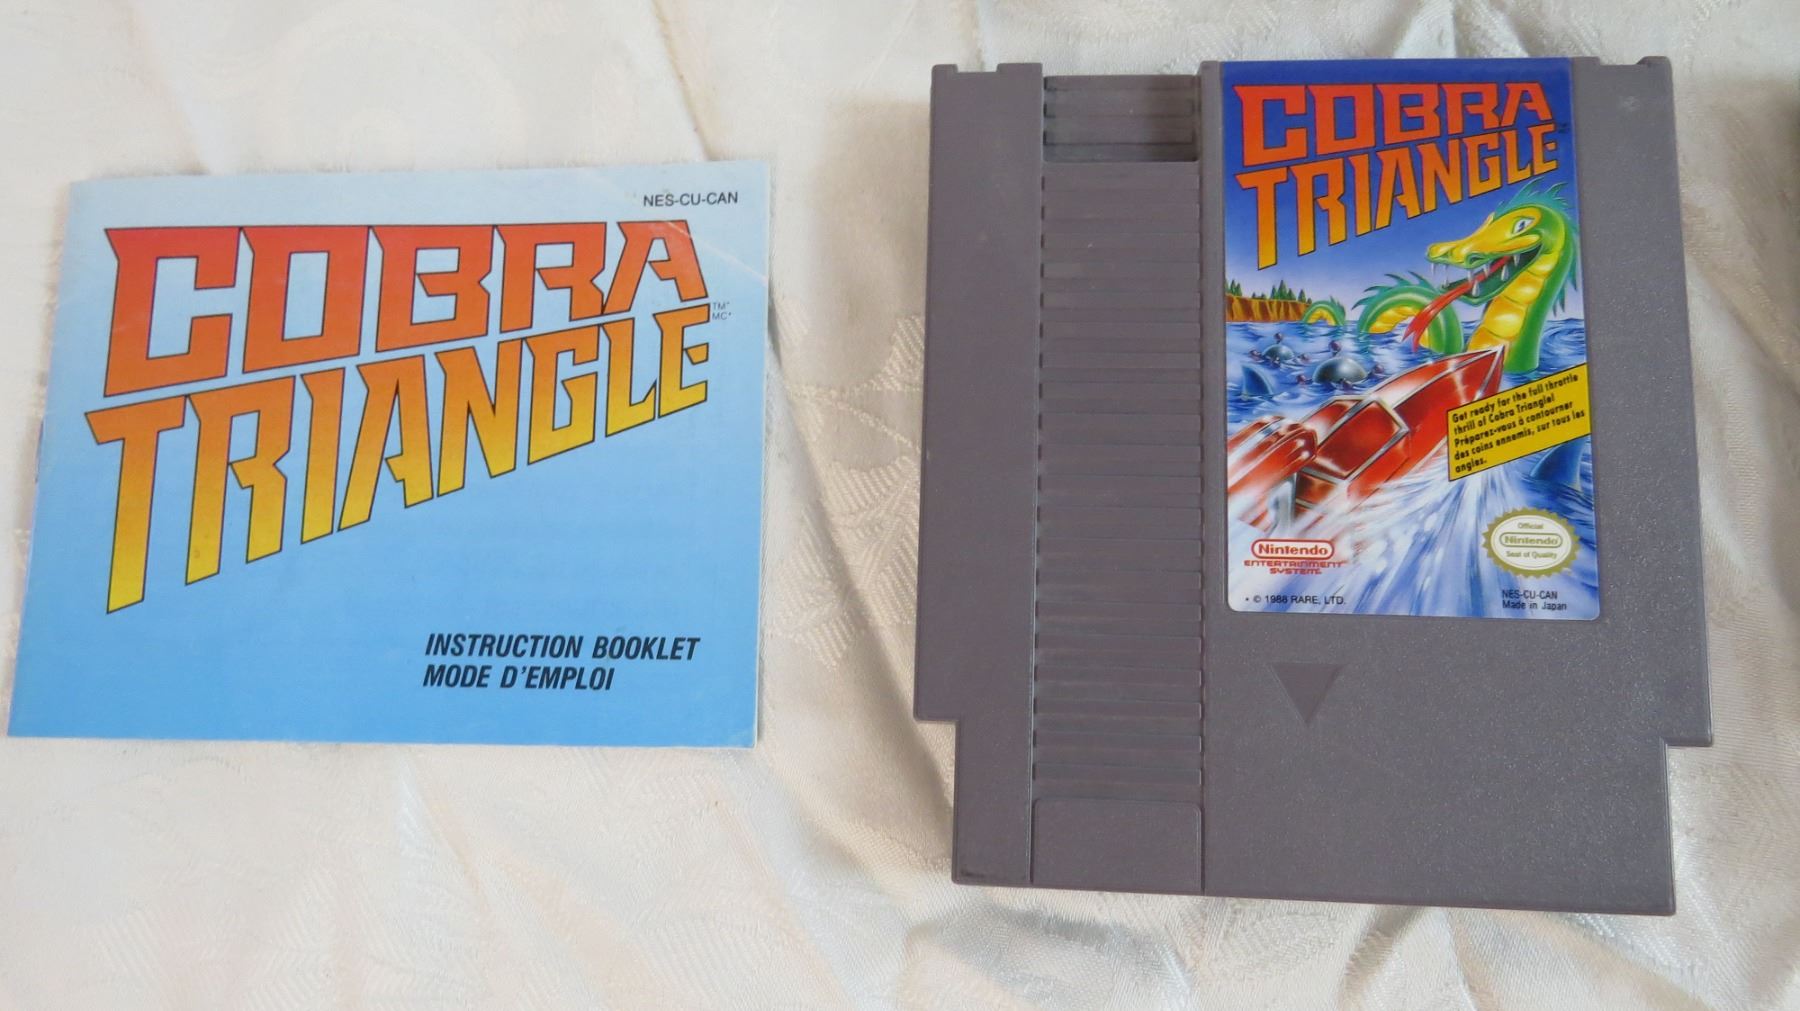 NES-CU-CAN
COBRA
TRIANGLE
TM*
MC*
INSTRUCTION BOOKLET
MODE D'EMPLOI
COBRA
TRIANGLE
Get ready for the full throttle
thrill of Cobra Triangle!
Préparez-vous à contourner
des coins ennemis, sur tous les
angles.
Nintendo
ENTERTAINMENT
SYSTEM
Official
Nintendo
Seal of Quality
• © 1988 RARE, LTD.
NES-CU-CAN
Made in Japan